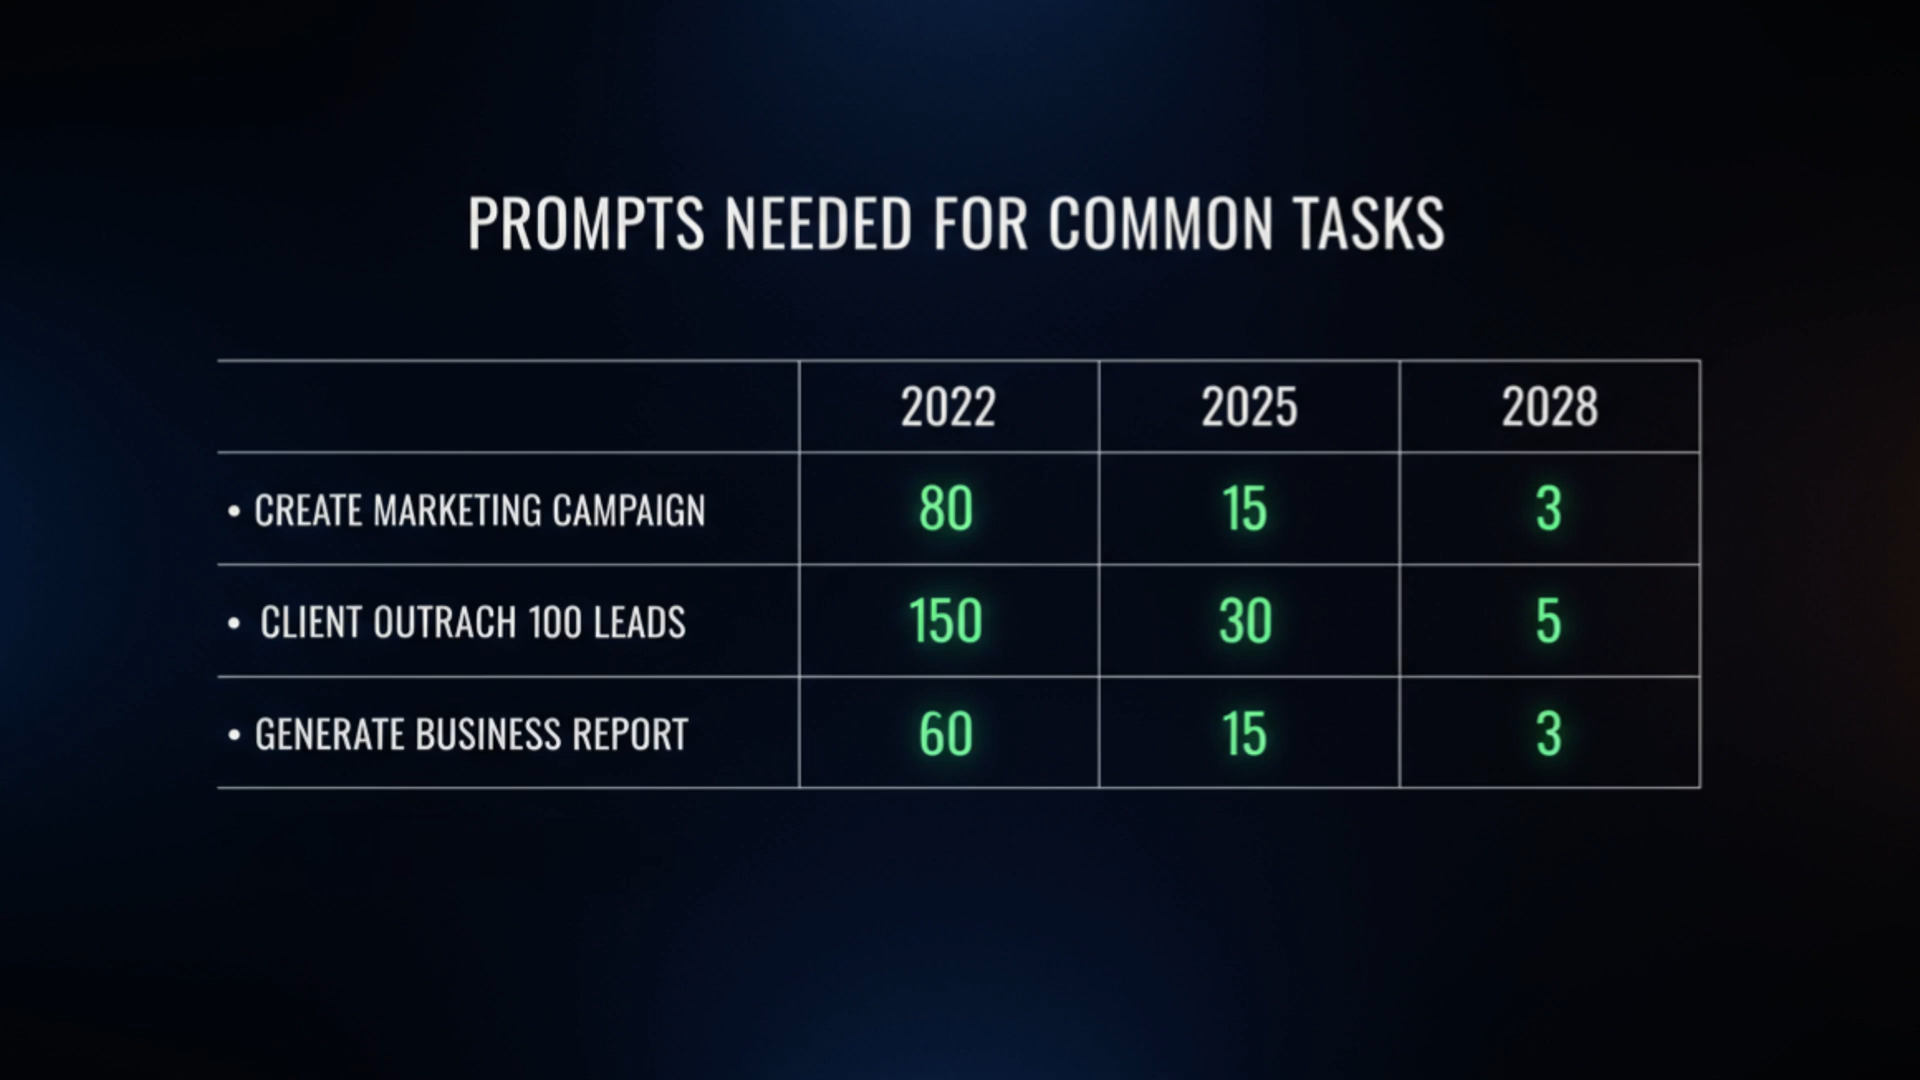 PROMPTS NEEDED FOR COMMON TASKS
2022 2025 2028
• CREATE MARKETING CAMPAIGN 80 15 3
• CLIENT OUTRACH 100 LEADS 150 30 5
• GENERATE BUSINESS REPORT 60 15 3